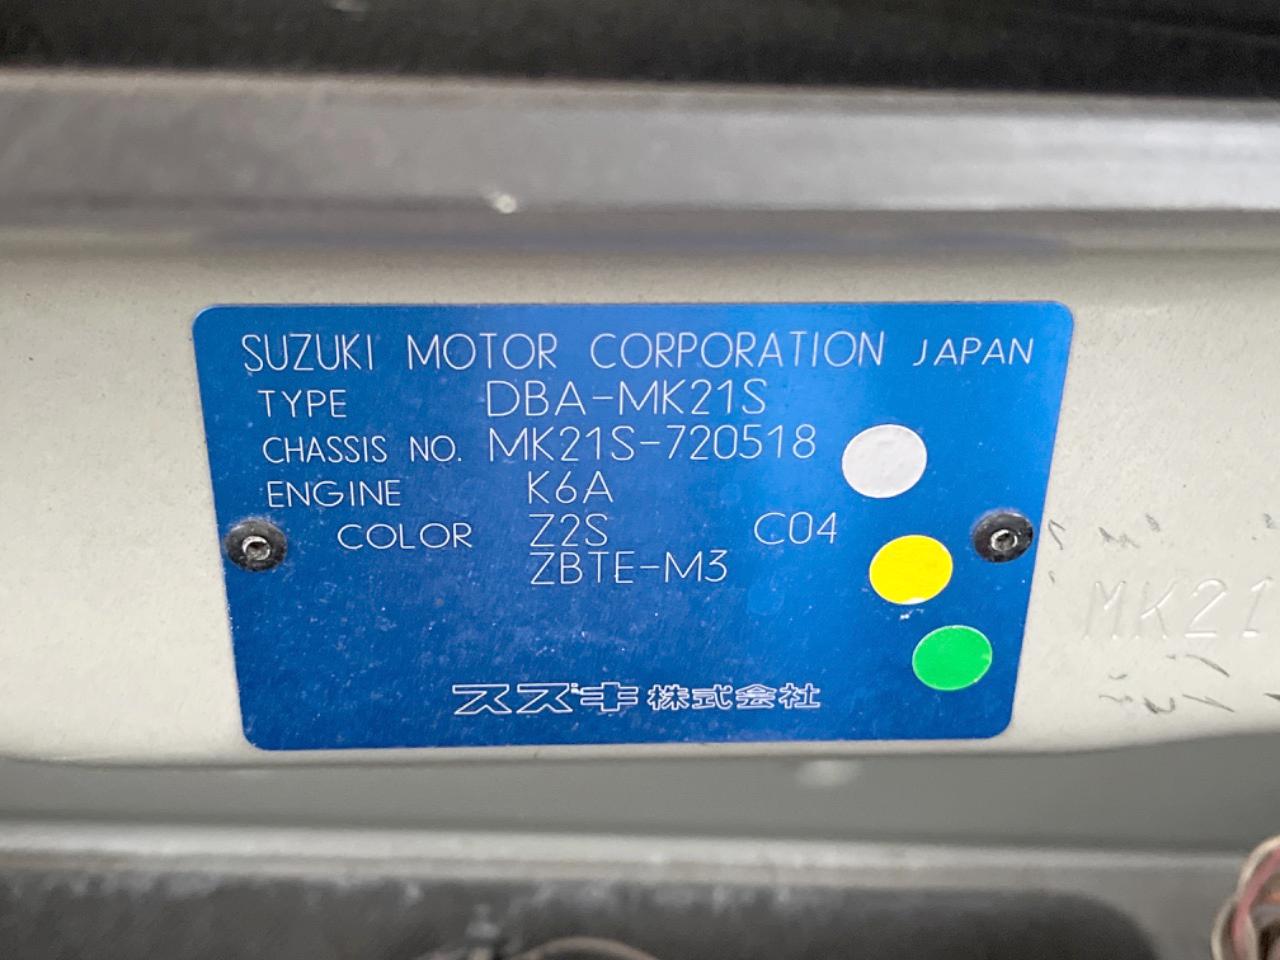 SUZUKI MOTOR CORPORATION JAPAN
TYPE DBA-MK21S
CHASSIS NO. MK21S-720518
ENGINE K6A
COLOR Z2S C04
ZBTE-M3
スズキ株式会社
MK21